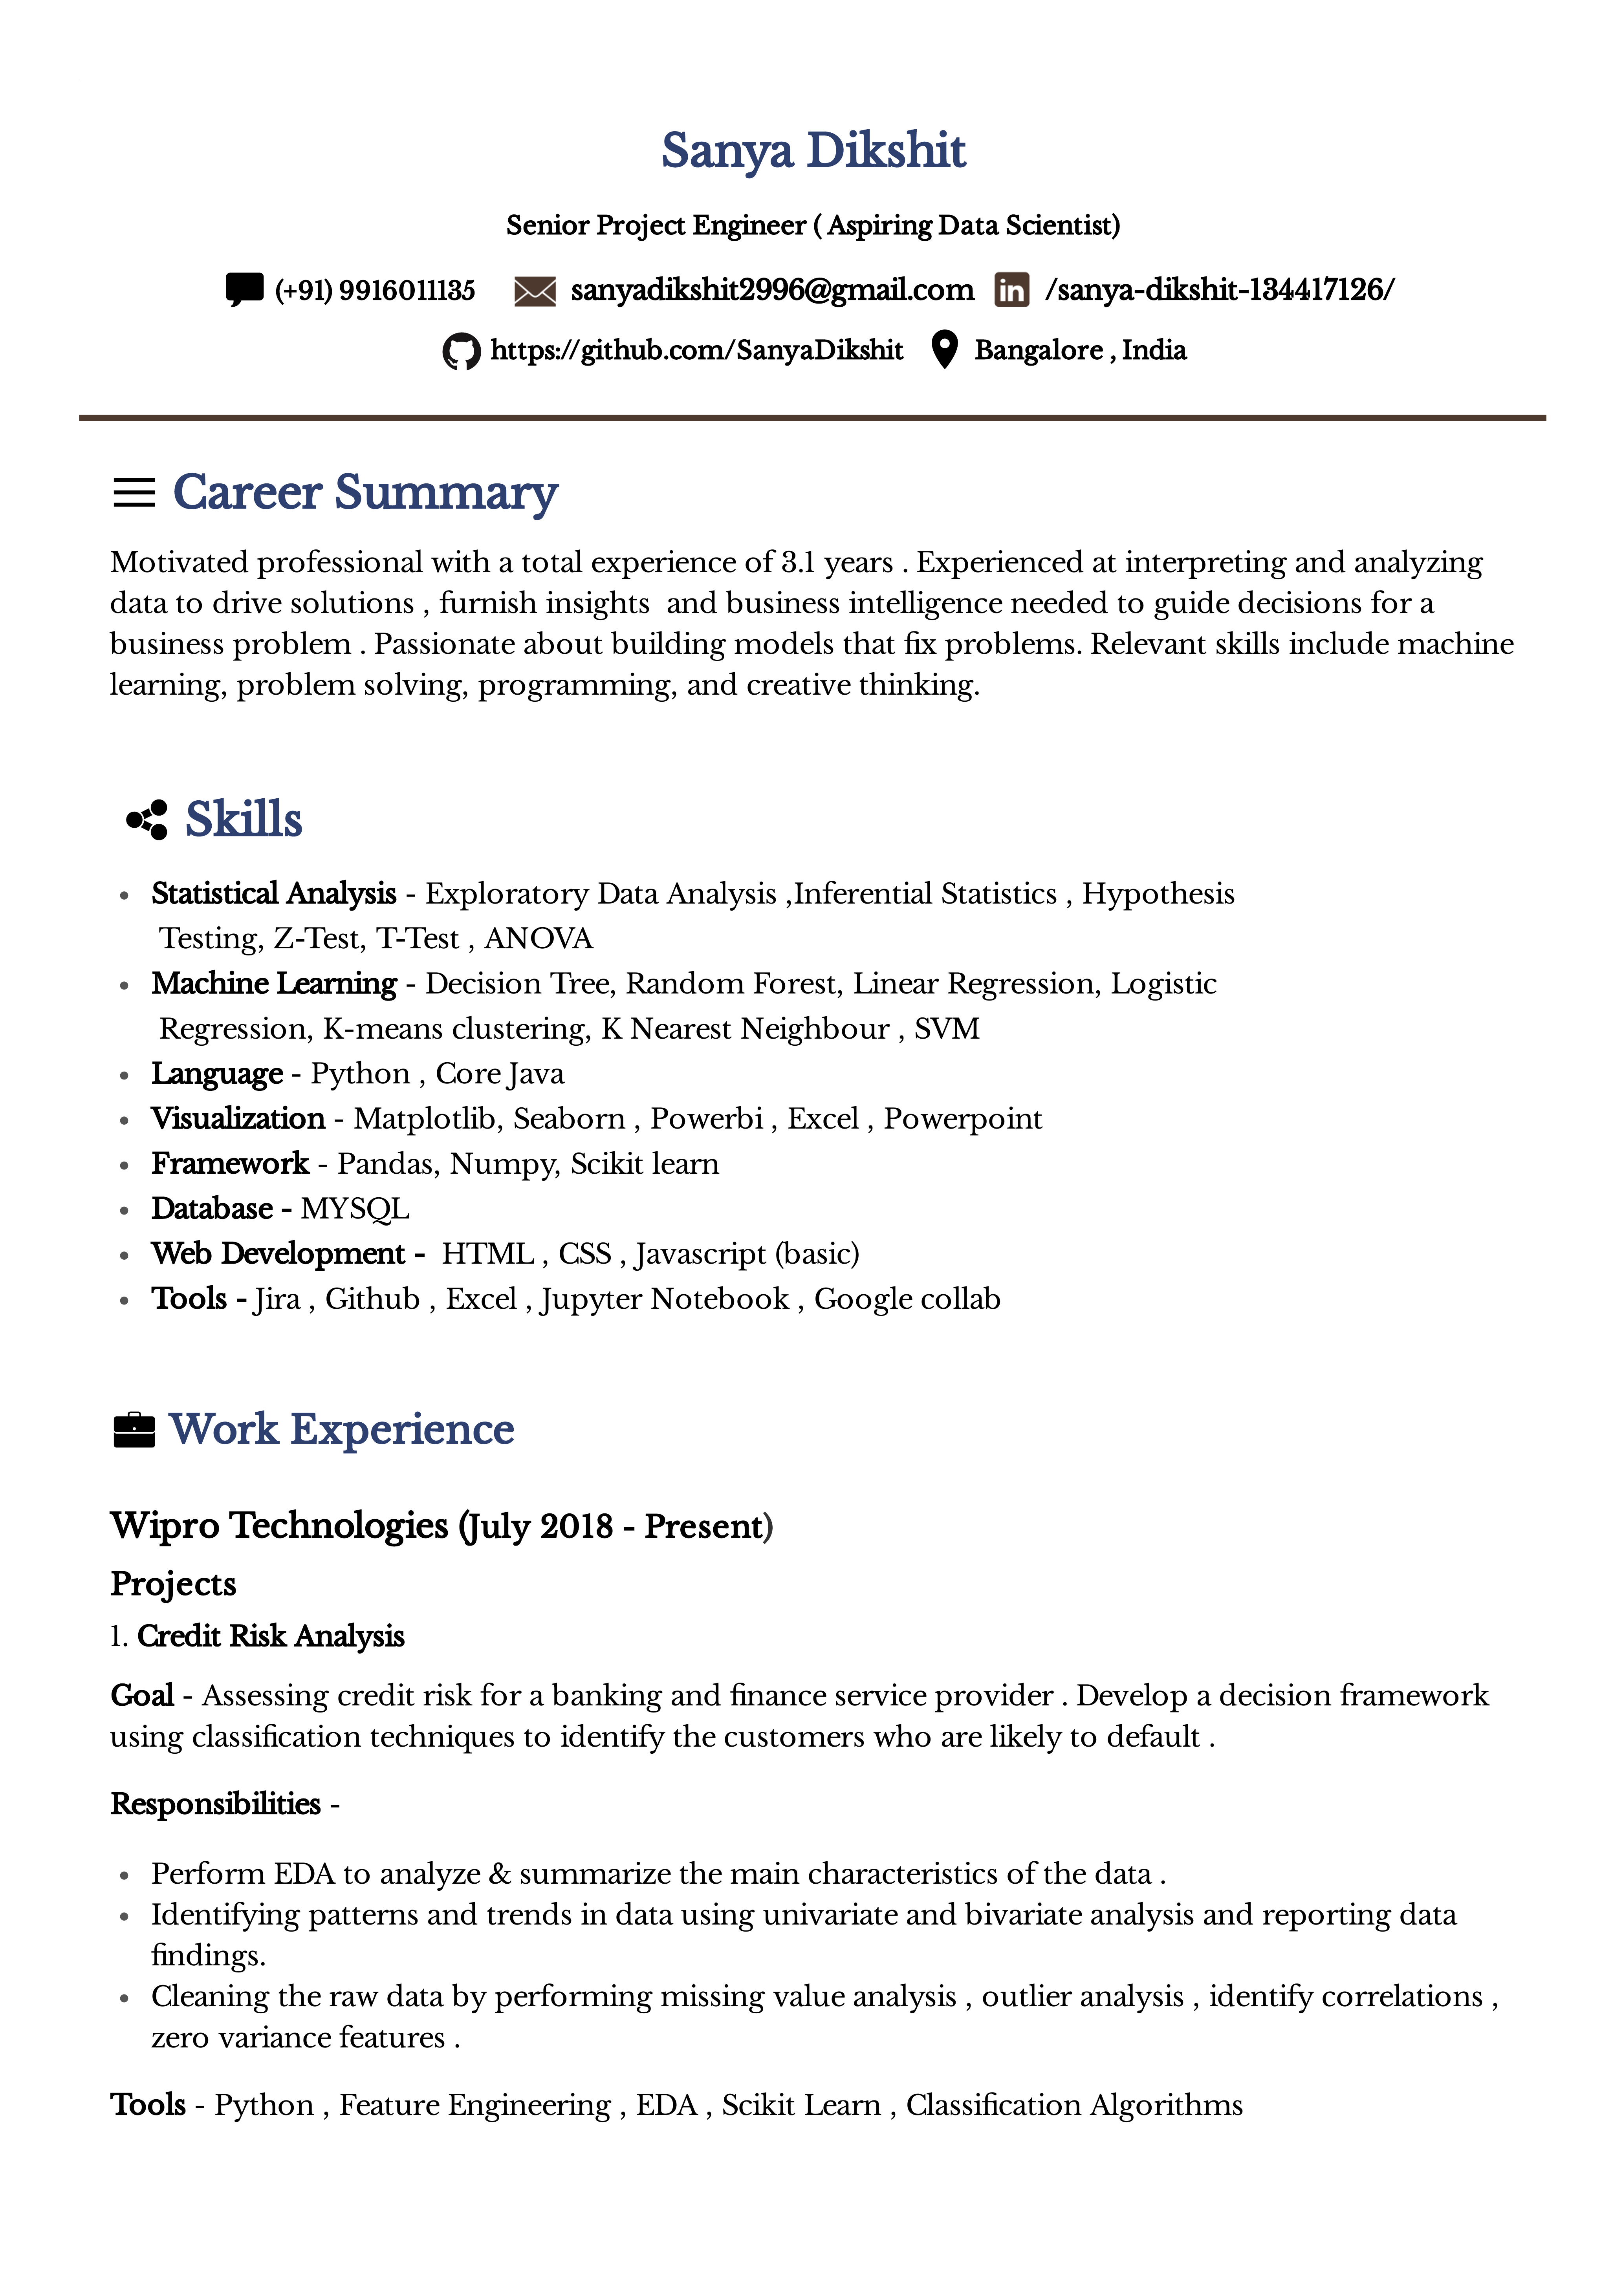 Sanya Dikshit
Senior Project Engineer ( Aspiring Data Scientist)
(+91) 9916011135 sanyadikshit2996@gmail.com in /sanya-dikshit-134417126/
https://github.com/SanyaDikshit Bangalore , India
Career Summary
Motivated professional with a total experience of 3.1 years . Experienced at interpreting and analyzing
data to drive solutions , furnish insights and business intelligence needed to guide decisions for a
business problem . Passionate about building models that fix problems. Relevant skills include machine
learning, problem solving, programming, and creative thinking.
Skills
• Statistical Analysis - Exploratory Data Analysis ,Inferential Statistics , Hypothesis
Testing, Z-Test, T-Test , ANOVA
• Machine Learning - Decision Tree, Random Forest, Linear Regression, Logistic
Regression, K-means clustering, K Nearest Neighbour , SVM
• Language - Python , Core Java
• Visualization - Matplotlib, Seaborn , Powerbi , Excel , Powerpoint
• Framework - Pandas, Numpy, Scikit learn
• Database - MYSQL
• Web Development - HTML , CSS , Javascript (basic)
• Tools - Jira , Github , Excel , Jupyter Notebook , Google collab
Work Experience
Wipro Technologies (July 2018 - Present)
Projects
1. Credit Risk Analysis
Goal - Assessing credit risk for a banking and finance service provider . Develop a decision framework
using classification techniques to identify the customers who are likely to default .
Responsibilities -
• Perform EDA to analyze & summarize the main characteristics of the data .
• Identifying patterns and trends in data using univariate and bivariate analysis and reporting data
findings.
• Cleaning the raw data by performing missing value analysis , outlier analysis , identify correlations ,
zero variance features .
Tools - Python , Feature Engineering , EDA , Scikit Learn , Classification Algorithms